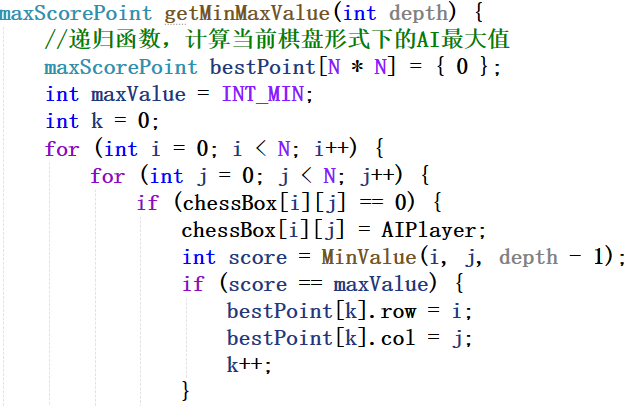 maxScorePoint getMinMaxValue(int depth) {
//递归函数，计算当前棋盘形式下的AI最大值
maxScorePoint bestPoint[N * N] = { 0 };
int maxValue = INT_MIN;
int k = 0;
for (int i = 0; i < N; i++) {
for (int j = 0; j < N; j++) {
if (chessBox[i][j] == 0) {
chessBox[i][j] = AIPlayer;
int score = MinValue(i, j, depth - 1);
if (score == maxValue) {
bestPoint[k].row = i;
bestPoint[k].col = j;
k++;
}